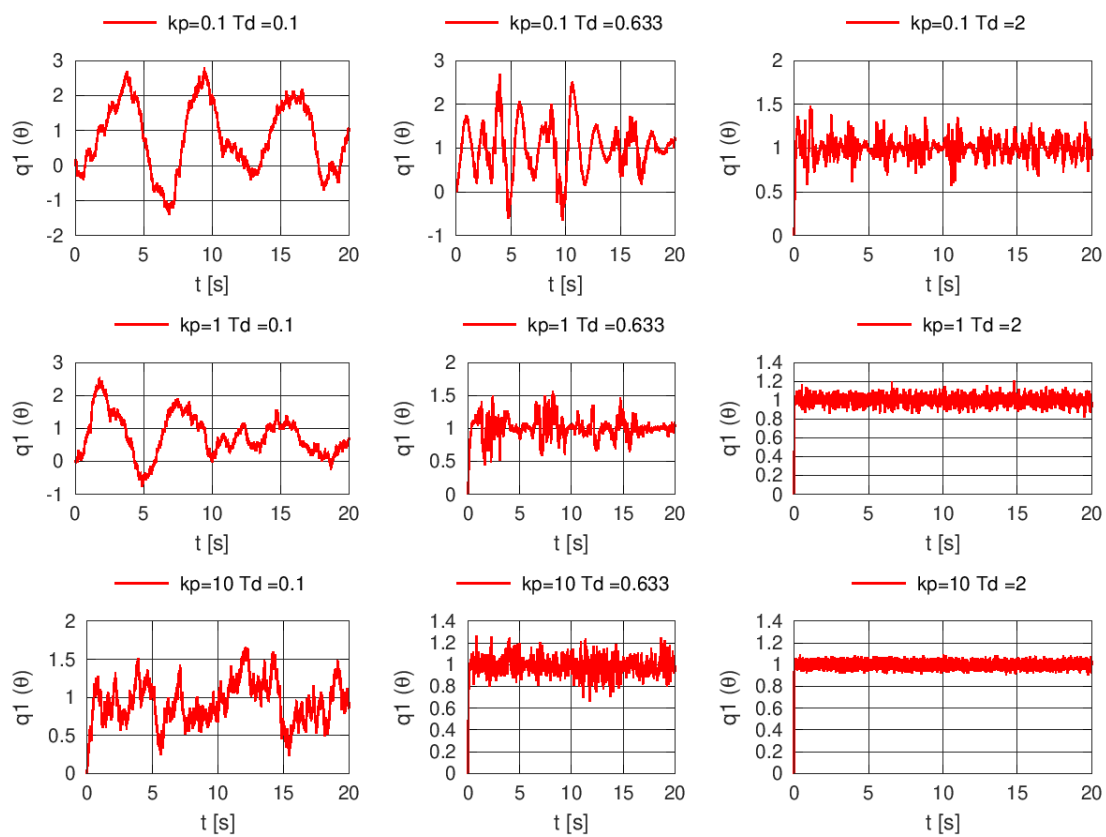 kp=0.1 Td =0.1
3
2
1
0
-1
-2
q1 (θ)
0 5 10 15 20
t [s]
kp=0.1 Td =0.633
3
2
1
0
-1
q1 (θ)
0 5 10 15 20
t [s]
kp=0.1 Td =2
2
1.5
1
0.5
0
q1 (θ)
0 5 10 15 20
t [s]
kp=1 Td =0.1
3
2
1
0
-1
q1 (θ)
0 5 10 15 20
t [s]
kp=1 Td =0.633
2
1.5
1
0.5
0
q1 (θ)
0 5 10 15 20
t [s]
kp=1 Td =2
1.4
1.2
1
0.8
0.6
0.4
0.2
0
q1 (θ)
0 5 10 15 20
t [s]
kp=10 Td =0.1
2
1.5
1
0.5
0
q1 (θ)
0 5 10 15 20
t [s]
kp=10 Td =0.633
1.4
1.2
1
0.8
0.6
0.4
0.2
0
q1 (θ)
0 5 10 15 20
t [s]
kp=10 Td =2
1.4
1.2
1
0.8
0.6
0.4
0.2
0
q1 (θ)
0 5 10 15 20
t [s]